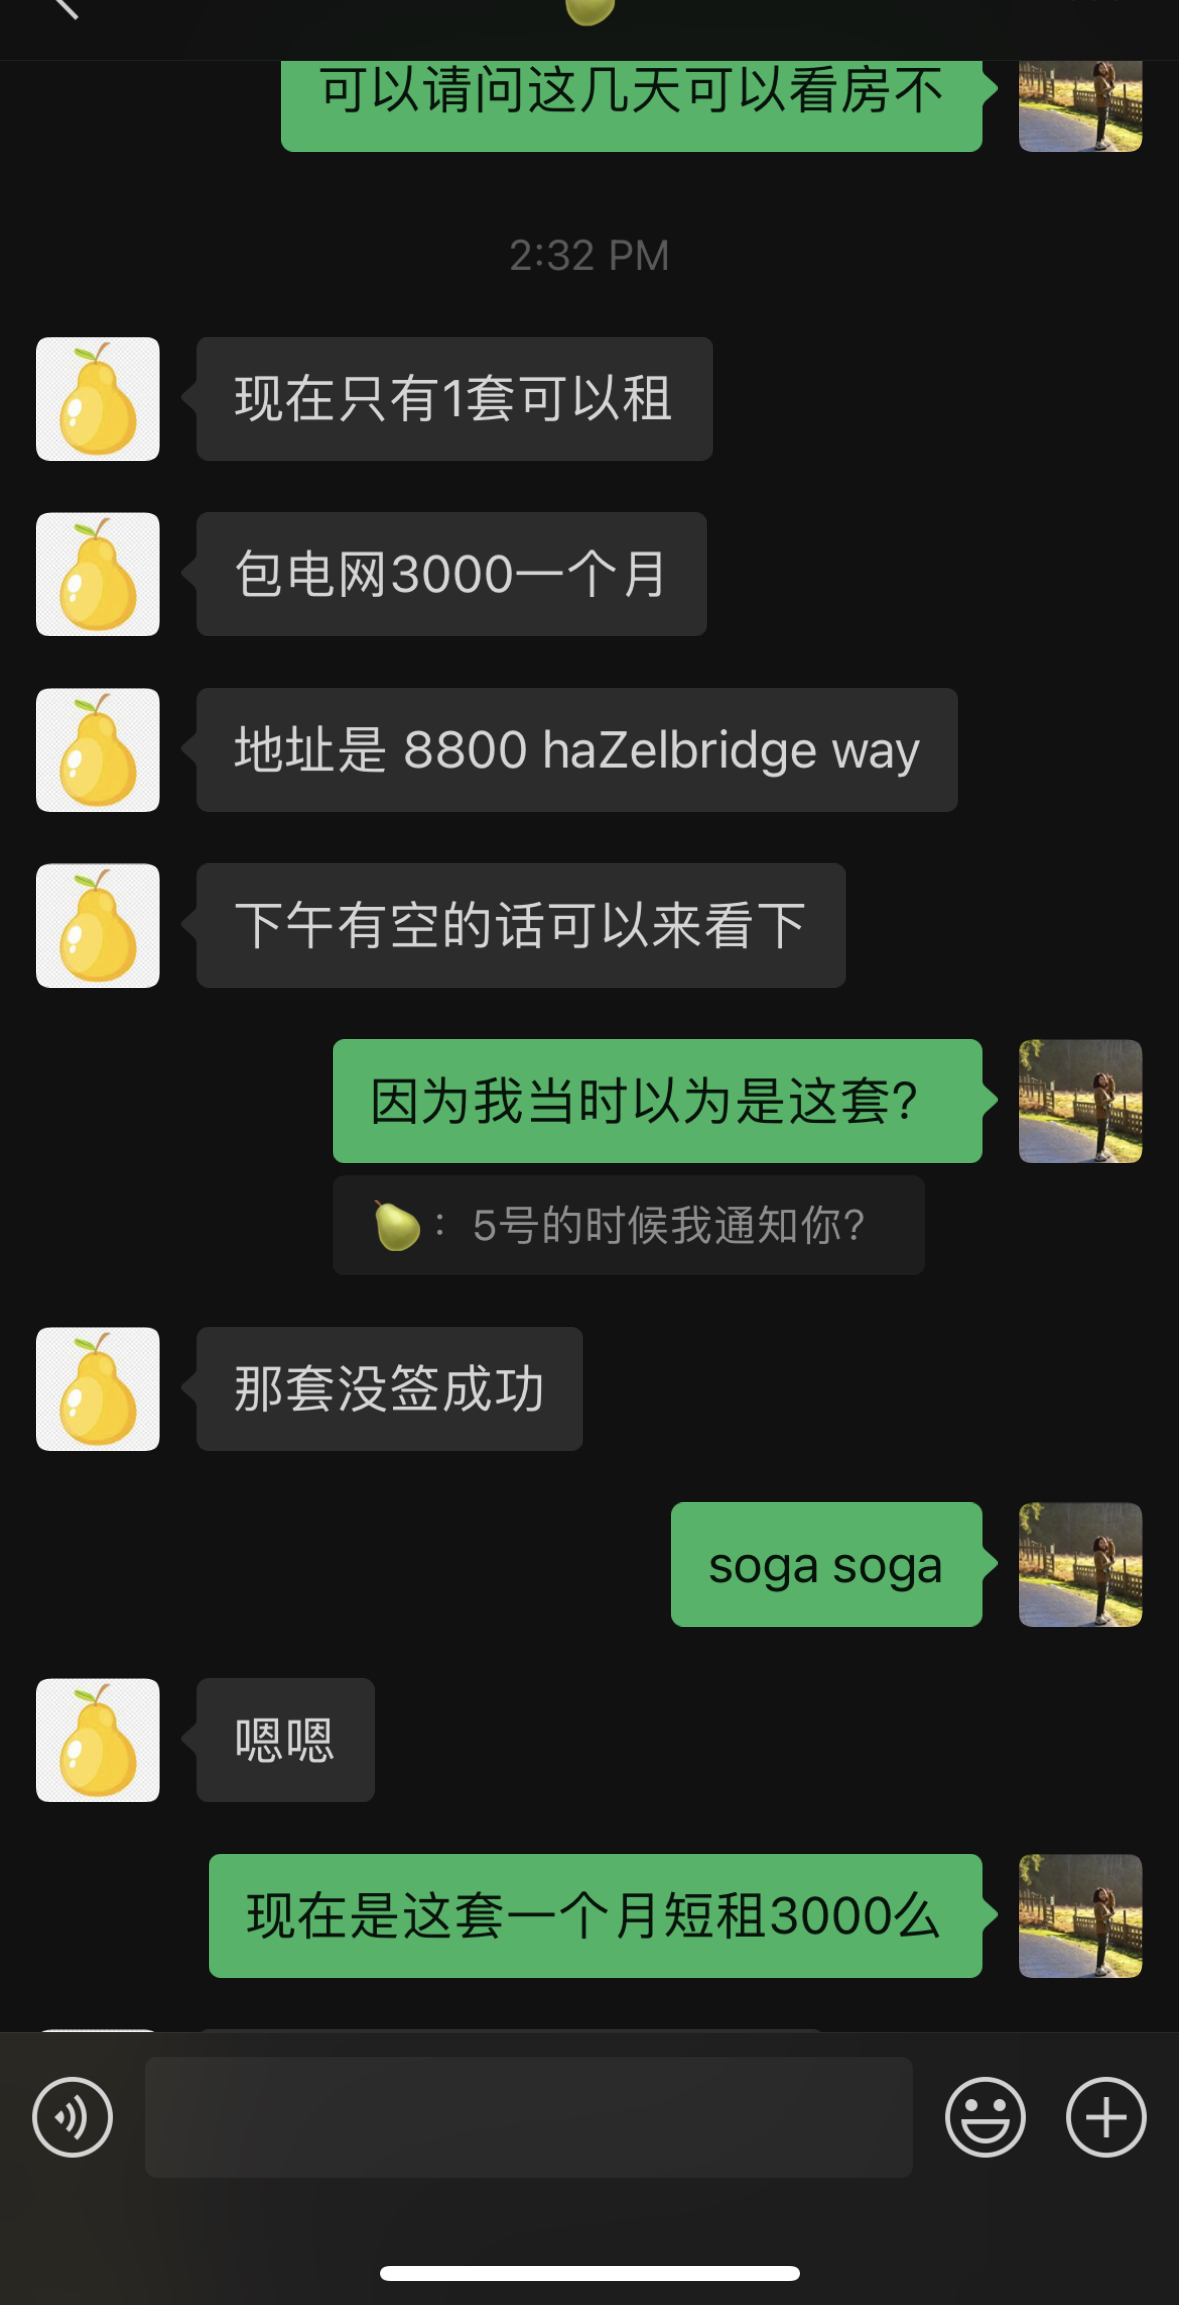 可以请问这几天可以看房不
2:32 PM
现在只有1套可以租
包电网3000一个月
地址是 8800 haZelbridge way
下午有空的话可以来看下
因为我当时以为是这套?
：5号的时候我通知你?
那套没签成功
soga soga
嗯嗯
现在是这套一个月短租3000么